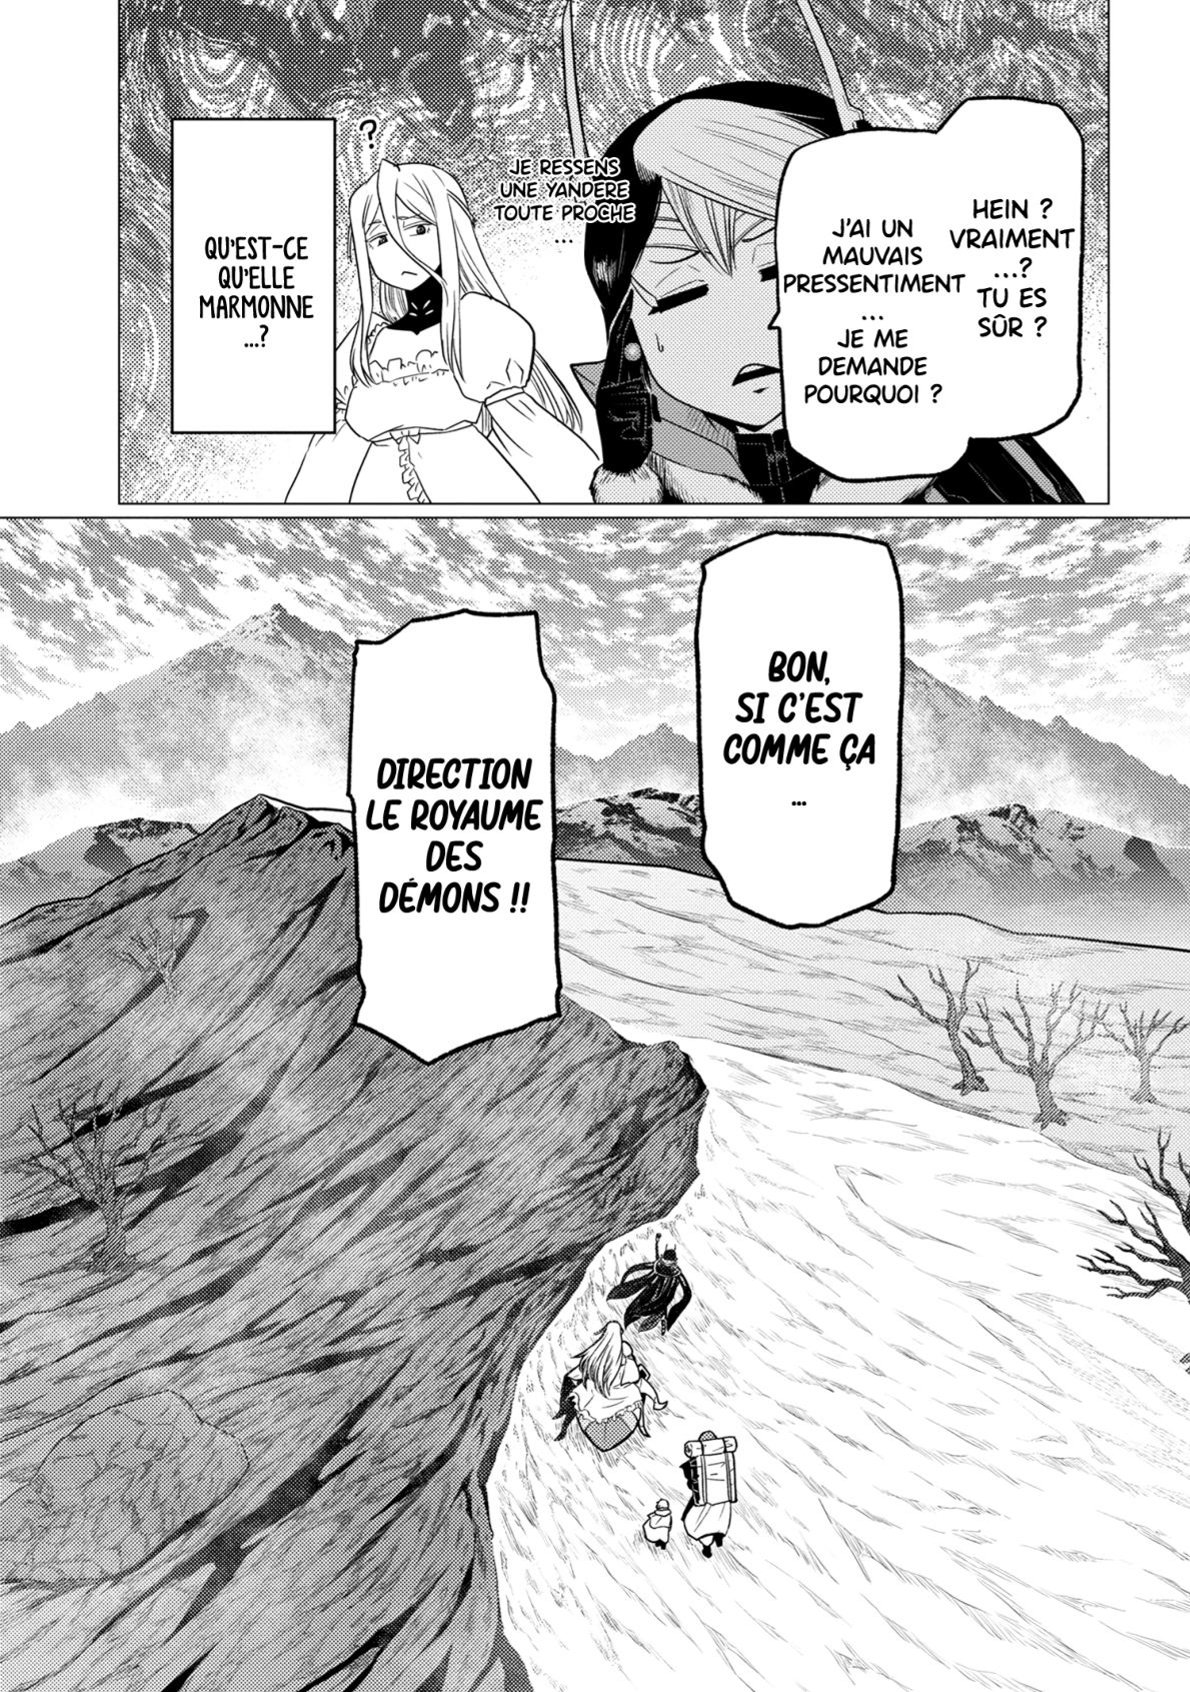 HEIN ?
VRAIMENT
...?
TU ES
SÛR ?
J'AI UN
MAUVAIS
PRESSENTIMENT
...
JE ME
DEMANDE
POURQUOI ?
JE RESSENS
UNE YANDERE
TOUTE PROCHE
...
?
QU'EST-CE
QU'ELLE
MARMONNE
...?
BON,
SI C'EST
COMME ÇA
...
DIRECTION
LE ROYAUME
DES
DÉMONS !!